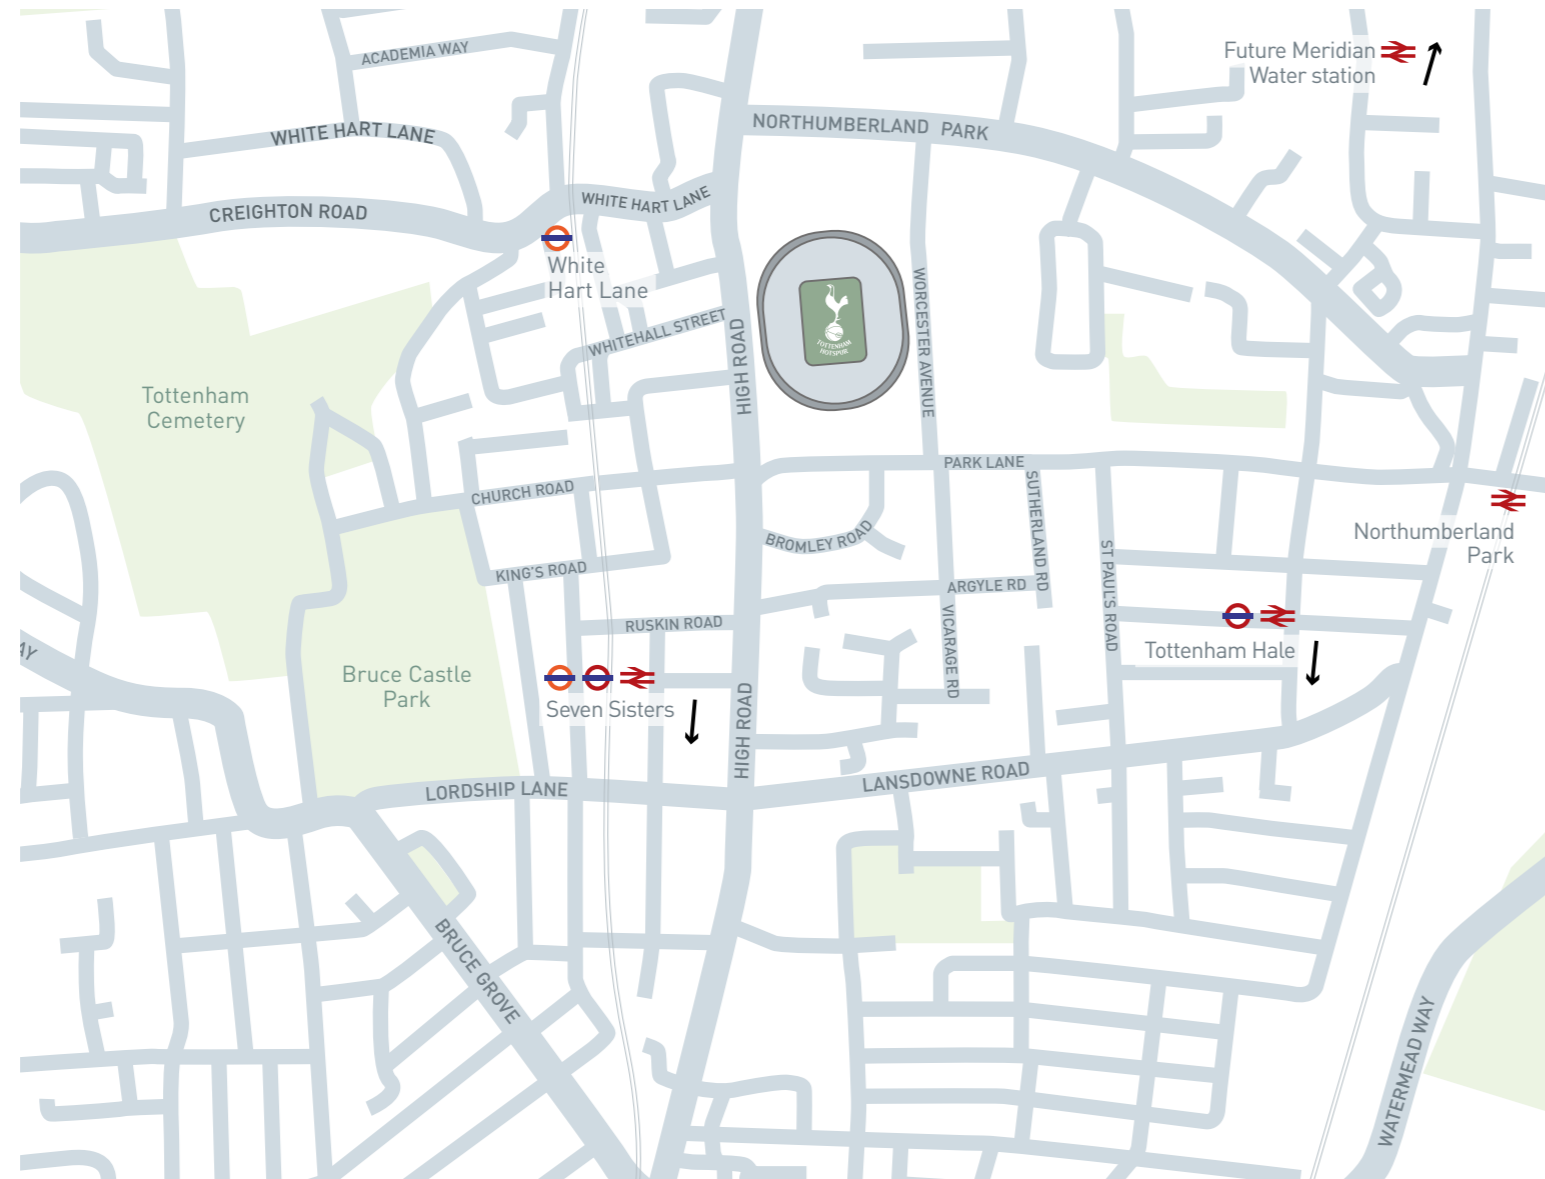 ACADEMIA WAY
Future Meridian
Water station
WHITE HART LANE
NORTHUMBERLAND PARK
CREIGHTON ROAD
WHITE HART LANE
White
Hart Lane
WORCESTER AVENUE
WHITEHALL STREET
HIGH ROAD
TOTTENHAM
HOTSPUR
Tottenham
Cemetery
PARK LANE
CHURCH ROAD
SUTHERLAND RD
BROMLEY ROAD
Northumberland
Park
KING'S ROAD
ARGYLE RD
ST PAUL'S ROAD
RUSKIN ROAD
VICARAGE RD
Tottenham Hale
AY
Bruce Castle
Park
Seven Sisters
HIGH ROAD
LORDSHIP LANE
LANSDOWNE ROAD
BRUCE GROVE
WATERMEAD WAY